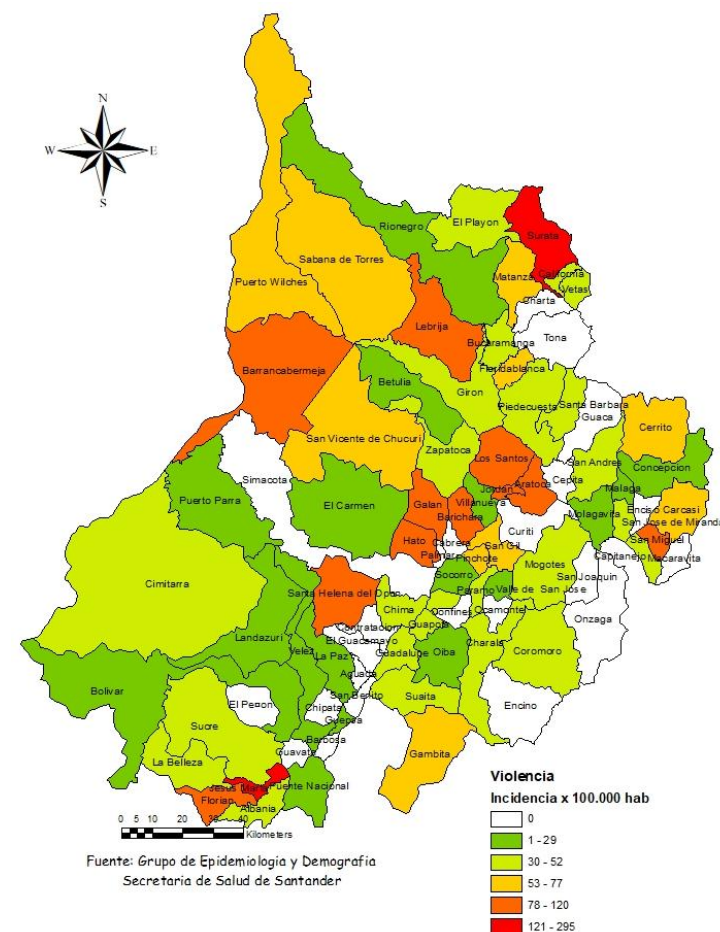 N
W
E
S
El Playon
Rionegro
Surata
Sabana de Torres
California
Matanza
Vetas
Puerto Wilches
Charta
Lebrija
Tona
Bucaramanga
Barrancabermeja
Floridablanca
Betulia
Giron
Piedecuesta
Santa Barbara
Guaca
Cerrito
San Vicente de Chucuri
Zapatoca
Los Santos
San Andres
Concepcion
Simacota
Cepita
Malaga
Aratoca
Jordan
Puerto Parra
El Carmen
Galan
Villanueva
Enciso
Carcasi
Molagavita
San Jose de Miranda
Barichara
Curiti
Hato
Cabrera
San Gil
San Miguel
Palmar
Pinchote
Capitanejo
Macaravita
Mogotes
Cimitarra
Socorro
San Joaquin
Santa Helena del Opon
Paramo
Valle de San Jose
Chima
Confines
Ocamonte
Onzaga
Contratacion
Guapota
Landazuri
El Guacamayo
Charala
Velez
La Paz
Guadalupe
Oiba
Coromoro
Aguada
Bolivar
San Benito
Suaita
El Penon
Chipata
Encino
Guepsa
Sucre
Barbosa
Guavata
Gambita
La Belleza
Jesus Maria
Puente Nacional
Florian
Albania
0 5 10 20 30 40
Kilometers
Fuente: Grupo de Epidemiologia y Demografia
Secretaria de Salud de Santander
Violencia
Incidencia x 100.000 hab
0
1 - 29
30 - 52
53 - 77
78 - 120
121 - 295